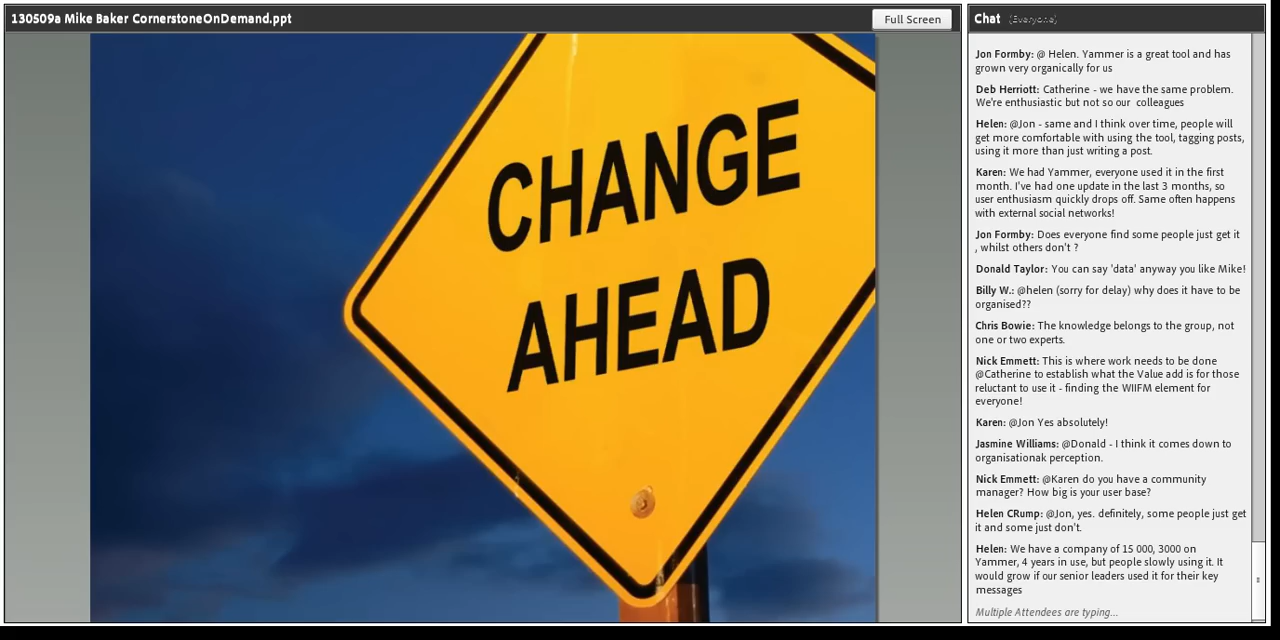 130509a Mike Baker CornerstoneOnDemand.ppt
Full Screen
CHANGE
AHEAD
Chat (Everyone)
Jon Formby: @ Helen. Yammer is a great tool and has
grown very organically for us
Deb Herriott: Catherine - we have the same problem.
We're enthusiastic but not so our colleagues
Helen: @Jon - same and I think over time, people will
get more comfortable with using the tool, tagging posts,
using it more than just writing a post.
Karen: We had Yammer, everyone used it in the first
month. I've had one update in the last 3 months, so
user enthusiasm quickly drops off. Same often happens
with external social networks!
Jon Formby: Does everyone find some people just get it
, whilst others don't ?
Donald Taylor: You can say 'data' anyway you like Mike!
Billy W.: @helen (sorry for delay) why does it have to be
organised??
Chris Bowie: The knowledge belongs to the group, not
one or two experts.
Nick Emmett: This is where work needs to be done
@Catherine to establish what the Value add is for those
reluctant to use it - finding the WIIFM element for
everyone!
Karen: @Jon Yes absolutely!
Jasmine Williams: @Donald - I think it comes down to
organisationak perception.
Nick Emmett: @Karen do you have a community
manager? How big is your user base?
Helen CRump: @Jon, yes. definitely, some people just get
it and some just don't.
Helen: We have a company of 15 000, 3000 on
Yammer, 4 years in use, but people slowly using it. It
would grow if our senior leaders used it for their key
messages
Multiple Attendees are typing...